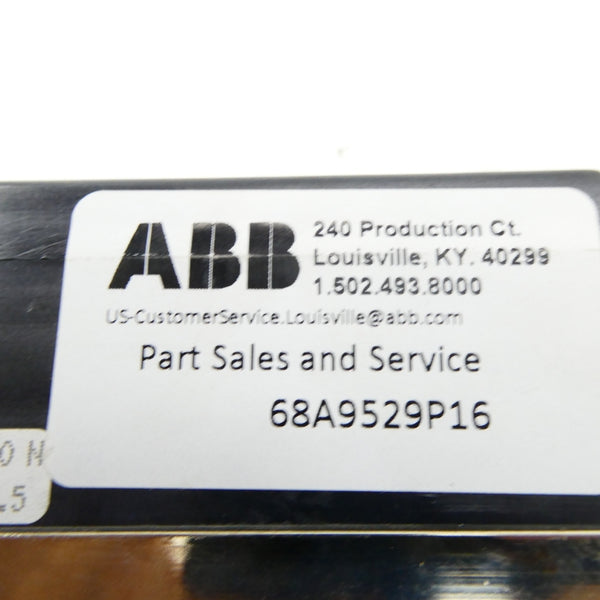 ABB
240 Production Ct.
Louisville, KY. 40299
1.502.493.8000
US-CustomerService.Louisville@abb.com
Part Sales and Service
68A9529P16